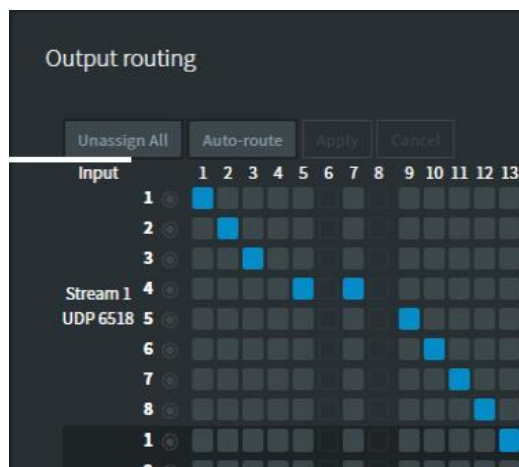 Output routing
Unassign All Auto-route Apply Cancel
Input 1 2 3 4 5 6 7 8 9 10 11 12 13
1
2
3
Stream 1 4
UDP 6518 5
6
7
8
1